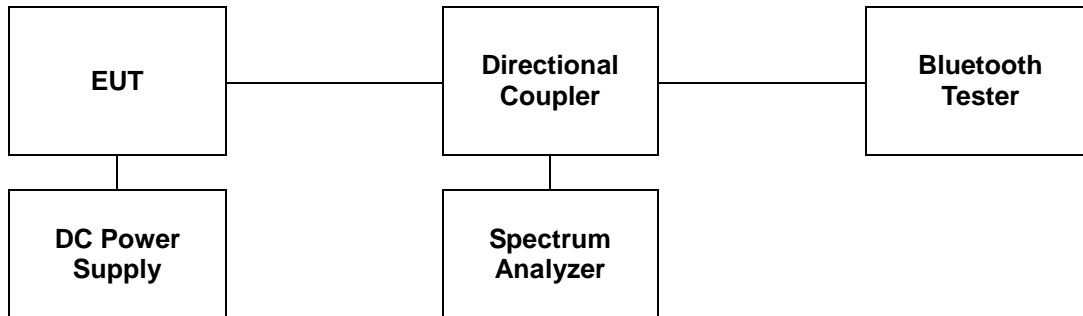 EUT
Directional
Coupler
Bluetooth
Tester
DC Power
Supply
Spectrum
Analyzer